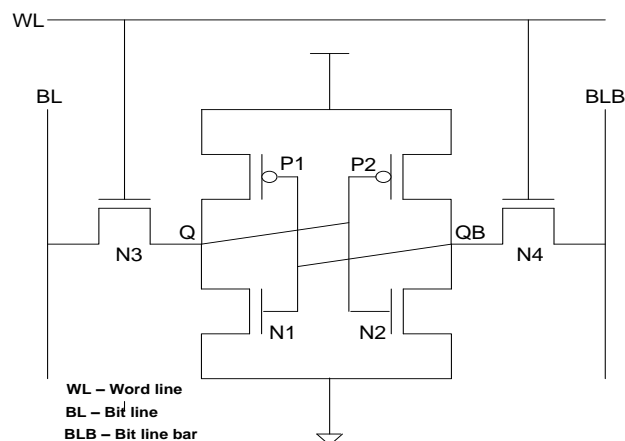 WL
BL
BLB
P1
P2
Q
QB
N3
N4
N1
N2
WL – Word line
BL – Bit line
BLB – Bit line bar